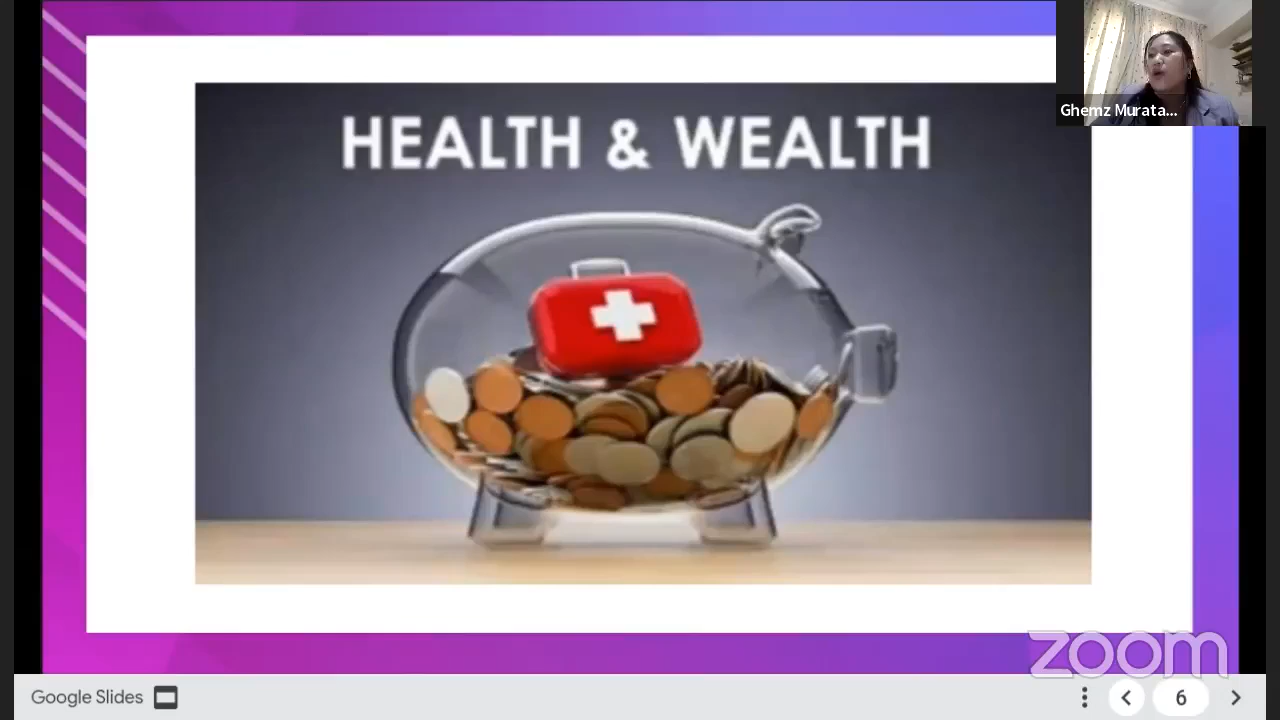 HEALTH & WEALTH
Ghemz Murata...
zoom
Google Slides
6